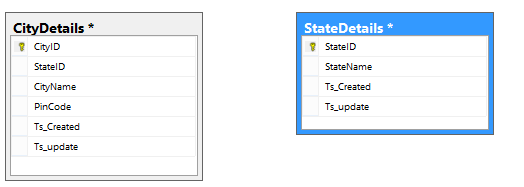 CityDetails *
CityID
StateID
CityName
PinCode
Ts_Created
Ts_update
StateDetails *
StateID
StateName
Ts_Created
Ts_update